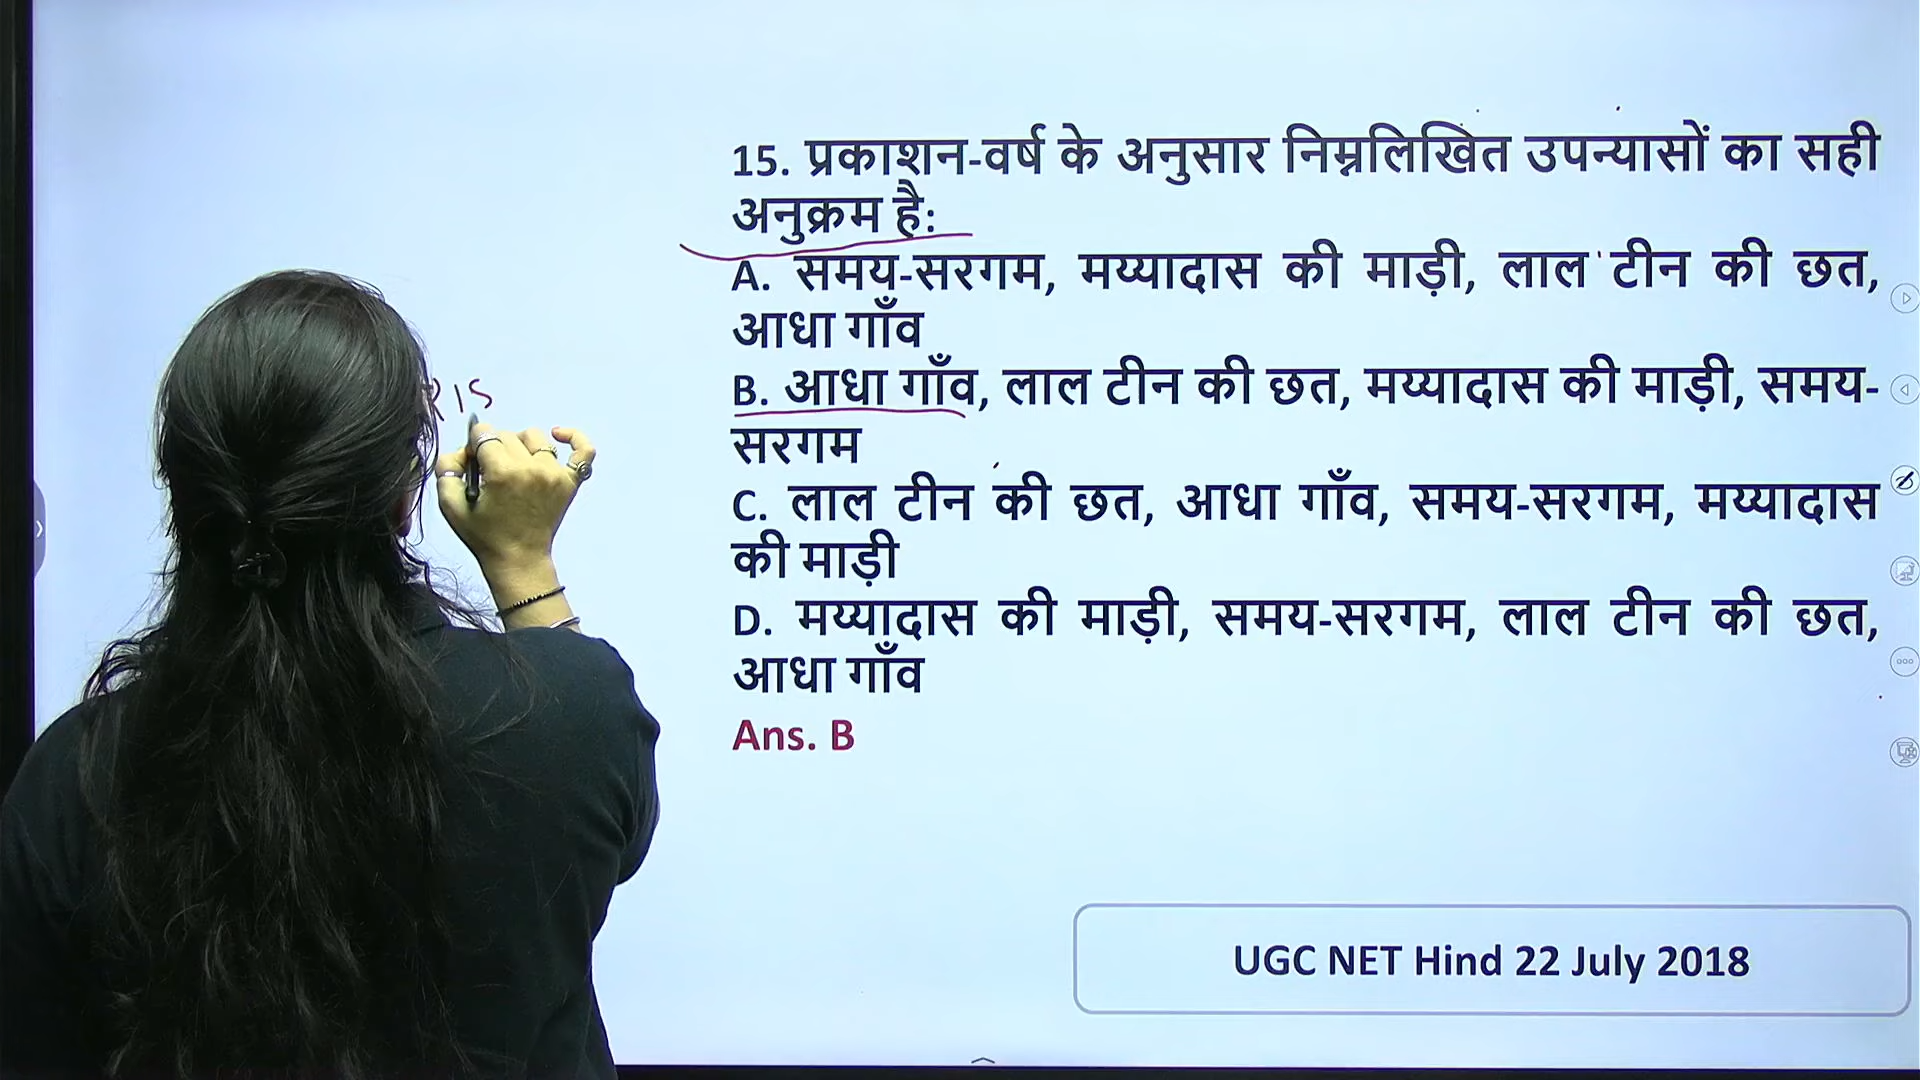 15. प्रकाशन-वर्ष के अनुसार निम्नलिखित उपन्यासों का सही
अनुक्रम है:
A. समय-सरगम, मय्यादास की माड़ी, लाल टीन की छत,
आधा गाँव
B. आधा गाँव, लाल टीन की छत, मय्यादास की माड़ी, समय-
सरगम
C. लाल टीन की छत, आधा गाँव, समय-सरगम, मय्यादास
की माड़ी
D. मय्यादास की माड़ी, समय-सरगम, लाल टीन की छत,
आधा गाँव
Ans. B
UGC NET Hind 22 July 2018